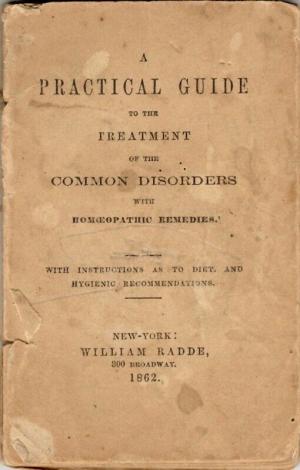 A
PRACTICAL GUIDE
TO THE
TREATMENT
OF THE
COMMON DISORDERS
WITH
HOMŒOPATHIC REMEDIES.
WITH INSTRUCTIONS AS TO DIET, AND
HYGIENIC RECOMMENDATIONS.
NEW-YORK:
WILLIAM RADDE,
300 BROADWAY.
1862.